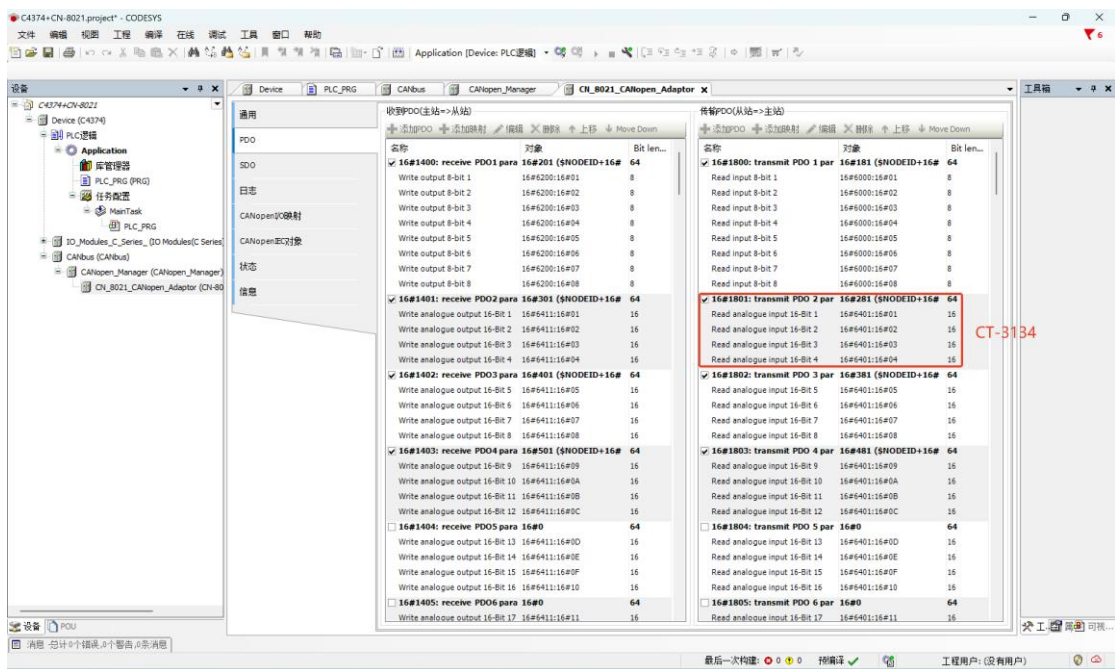 C4374+CN-8021.project* - CODESYS
文件 编辑 视图 工程 编译 在线 调试 工具 窗口 帮助
Application [Device: PLC逻辑]
6
设备
C4374+CN-8021
Device (C4374)
PLC逻辑
Application
库管理器
PLC_PRG (PRG)
任务配置
MainTask
PLC_PRG
IO_Modules_C_Series_ (IO Modules(C Series
CANbus (CANbus)
CANopen_Manager (CANopen_Manager)
CN_8021_CANopen_Adaptor (CN-80
设备 POU
Device PLC_PRG CANbus CANopen_Manager CN_8021_CANopen_Adaptor
通用
PDO
SDO
日志
CANopenI/O映射
CANopenIEC对象
状态
信息
收到PDO(主站=>从站)
添加PDO 添加映射 编辑 删除 上移 Move Down
名称 对象 Bit len...
16#1400: receive PDO1 para 16#201 ($NODEID+16# 64
Write output 8-bit 1 16#6200:16#01 8
Write output 8-bit 2 16#6200:16#02 8
Write output 8-bit 3 16#6200:16#03 8
Write output 8-bit 4 16#6200:16#04 8
Write output 8-bit 5 16#6200:16#05 8
Write output 8-bit 6 16#6200:16#06 8
Write output 8-bit 7 16#6200:16#07 8
Write output 8-bit 8 16#6200:16#08 8
16#1401: receive PDO2 para 16#301 ($NODEID+16# 64
Write analogue output 16-Bit 1 16#6411:16#01 16
Write analogue output 16-Bit 2 16#6411:16#02 16
Write analogue output 16-Bit 3 16#6411:16#03 16
Write analogue output 16-Bit 4 16#6411:16#04 16
16#1402: receive PDO3 para 16#401 ($NODEID+16# 64
Write analogue output 16-Bit 5 16#6411:16#05 16
Write analogue output 16-Bit 6 16#6411:16#06 16
Write analogue output 16-Bit 7 16#6411:16#07 16
Write analogue output 16-Bit 8 16#6411:16#08 16
16#1403: receive PDO4 para 16#501 ($NODEID+16# 64
Write analogue output 16-Bit 9 16#6411:16#09 16
Write analogue output 16-Bit 10 16#6411:16#0A 16
Write analogue output 16-Bit 11 16#6411:16#0B 16
Write analogue output 16-Bit 12 16#6411:16#0C 16
16#1404: receive PDO5 para 16#0 64
Write analogue output 16-Bit 13 16#6411:16#0D 16
Write analogue output 16-Bit 14 16#6411:16#0E 16
Write analogue output 16-Bit 15 16#6411:16#0F 16
Write analogue output 16-Bit 16 16#6411:16#10 16
16#1405: receive PDO6 para 16#0 64
Write analogue output 16-Bit 17 16#6411:16#11 16
传输PDO(从站=>主站)
添加PDO 添加映射 编辑 删除 上移 Move Down
名称 对象 Bit len...
16#1800: transmit PDO 1 par 16#181 ($NODEID+16# 64
Read input 8-bit 1 16#6000:16#01 8
Read input 8-bit 2 16#6000:16#02 8
Read input 8-bit 3 16#6000:16#03 8
Read input 8-bit 4 16#6000:16#04 8
Read input 8-bit 5 16#6000:16#05 8
Read input 8-bit 6 16#6000:16#06 8
Read input 8-bit 7 16#6000:16#07 8
Read input 8-bit 8 16#6000:16#08 8
16#1801: transmit PDO 2 par 16#281 ($NODEID+16# 64
Read analogue input 16-Bit 1 16#6401:16#01 16
Read analogue input 16-Bit 2 16#6401:16#02 16
Read analogue input 16-Bit 3 16#6401:16#03 16
Read analogue input 16-Bit 4 16#6401:16#04 16
CT-3134
16#1802: transmit PDO 3 par 16#381 ($NODEID+16# 64
Read analogue input 16-Bit 5 16#6401:16#05 16
Read analogue input 16-Bit 6 16#6401:16#06 16
Read analogue input 16-Bit 7 16#6401:16#07 16
Read analogue input 16-Bit 8 16#6401:16#08 16
16#1803: transmit PDO 4 par 16#481 ($NODEID+16# 64
Read analogue input 16-Bit 9 16#6401:16#09 16
Read analogue input 16-Bit 10 16#6401:16#0A 16
Read analogue input 16-Bit 11 16#6401:16#0B 16
Read analogue input 16-Bit 12 16#6401:16#0C 16
16#1804: transmit PDO 5 par 16#0 64
Read analogue input 16-Bit 13 16#6401:16#0D 16
Read analogue input 16-Bit 14 16#6401:16#0E 16
Read analogue input 16-Bit 15 16#6401:16#0F 16
Read analogue input 16-Bit 16 16#6401:16#10 16
16#1805: transmit PDO 6 par 16#0 64
Read analogue input 16-Bit 17 16#6401:16#11 16
工具箱
工... 可视...
消息 -总计0个错误,0个警告,0条消息
最后一次构建: 0 0 预编译 工程用户: (没有用户)